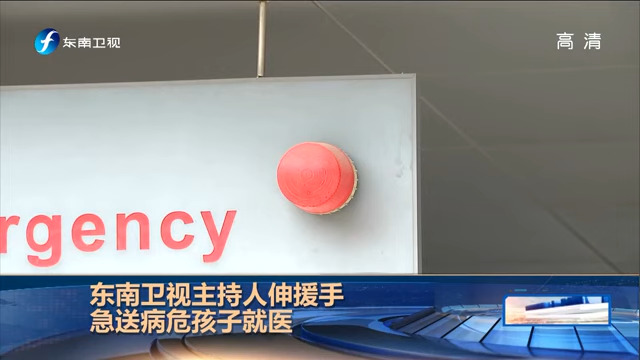 东南卫视
高清
rgency
东南卫视主持人伸援手
急送病危孩子就医